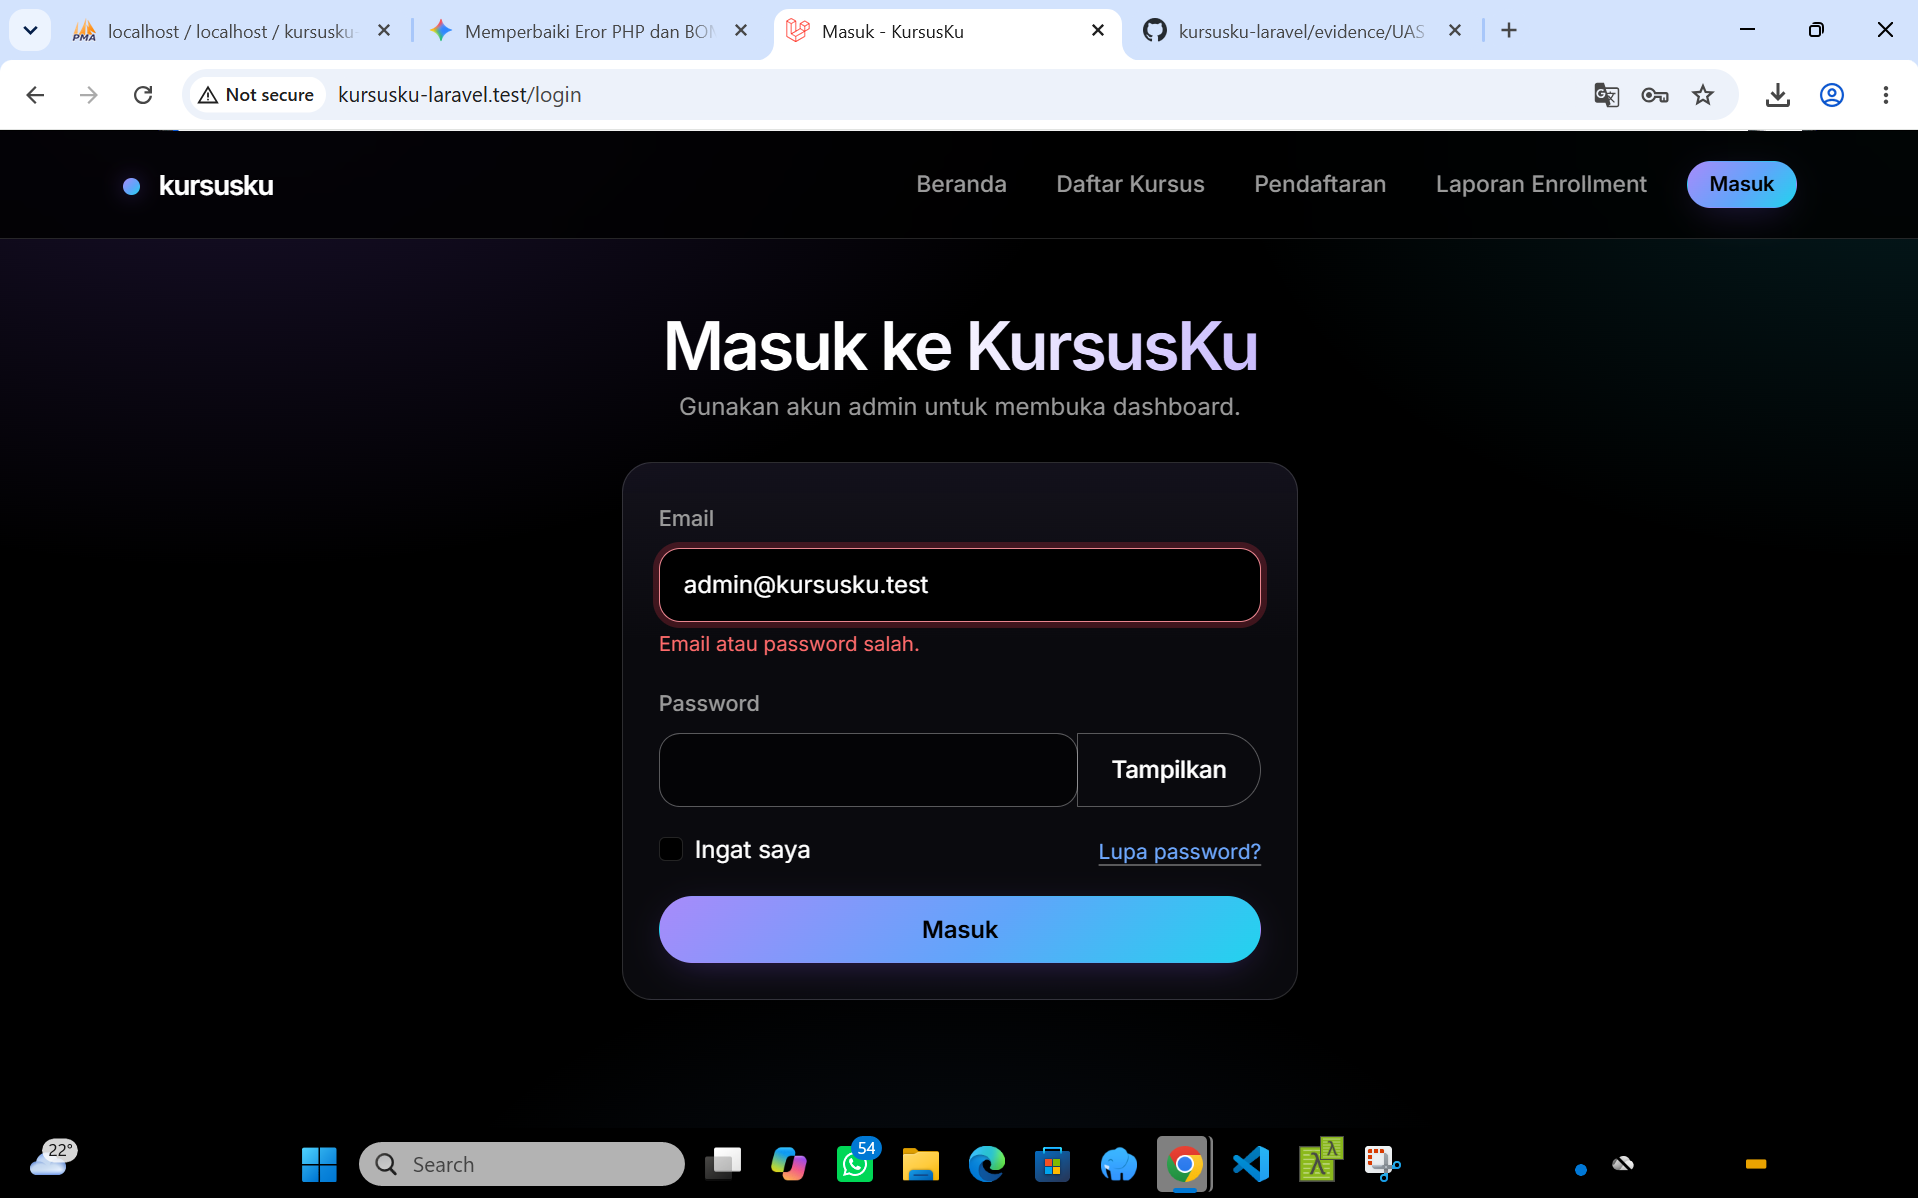 localhost / localhost / kursusku-
Memperbaiki Eror PHP dan BOM
Masuk - KursusKu
kursusku-laravel/evidence/UAS
Not secure
kursusku-laravel.test/login
kursusku
Beranda
Daftar Kursus
Pendaftaran
Laporan Enrollment
Masuk
Masuk ke KursusKu
Gunakan akun admin untuk membuka dashboard.
Email
admin@kursusku.test
Email atau password salah.
Password
Tampilkan
Ingat saya
Lupa password?
Masuk
22°
Search
54